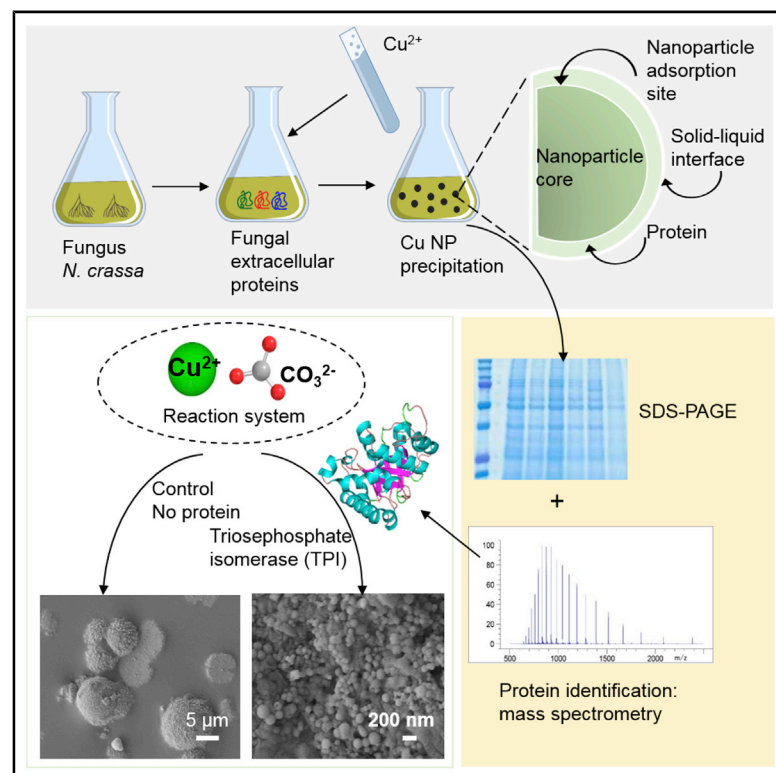 Cu²⁺
Nanoparticle
adsorption
site
Solid-liquid
interface
Nanoparticle
core
Protein
Fungus
N. crassa
Fungal
extracellular
proteins
Cu NP
precipitation
Cu²⁺
CO₃²⁻
Reaction system
Control
No protein
Triosephosphate
isomerase (TPI)
5 µm
200 nm
SDS-PAGE
+
100
80
60
40
20
0
500
1000
1500
2000
m/z
Protein identification:
mass spectrometry